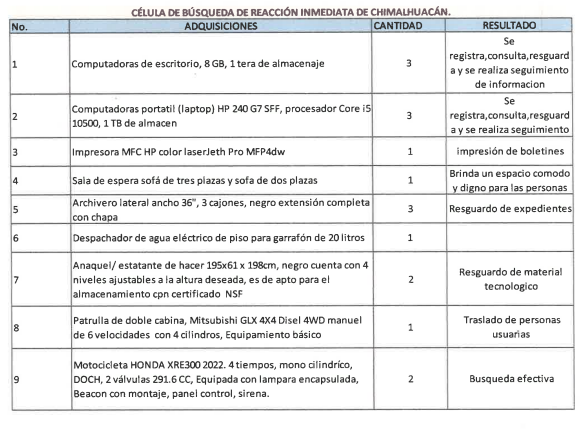 CÉLULA DE BÚSQUEDA DE REACCIÓN INMEDIATA DE CHIMALHUACÁN.
No. ADQUISICIONES CANTIDAD RESULTADO
1 Computadoras de escritorio, 8 GB, 1 tera de almacenaje 3 Se
registra,consulta,resguard
a y se realiza seguimiento
de informacion
2 Computadoras portatil (laptop) HP 240 G7 SFF, procesador Core i5
10500, 1 TB de almacen 3 Se
registra,consulta,resguard
a y se realiza seguimiento
3 Impresora MFC HP color laserJeth Pro MFP4dw 1 impresión de boletines
4 Sala de espera sofá de tres plazas y sofa de dos plazas 1 Brinda un espacio comodo
y digno para las personas
5 Archivero lateral ancho 36", 3 cajones, negro extensión completa
con chapa 3 Resguardo de expedientes
6 Despachador de agua eléctrico de piso para garrafón de 20 litros 1
7 Anaquel/ estatante de hacer 195x61 x 198cm, negro cuenta con 4
niveles ajustables a la altura deseada, es de apto para el
almacenamiento cpn certificado NSF 2 Resguardo de material
tecnologico
8 Patrulla de doble cabina, Mitsubishi GLX 4X4 Disel 4WD manuel
de 6 velocidades con 4 cilindros, Equipamiento básico 1 Traslado de personas
usuarias
9 Motocicleta HONDA XRE300 2022. 4 tiempos, mono cilindríco,
DOCH, 2 válvulas 291.6 CC, Equipada con lampara encapsulada,
Beacon con montaje, panel control, sirena. 2 Busqueda efectiva